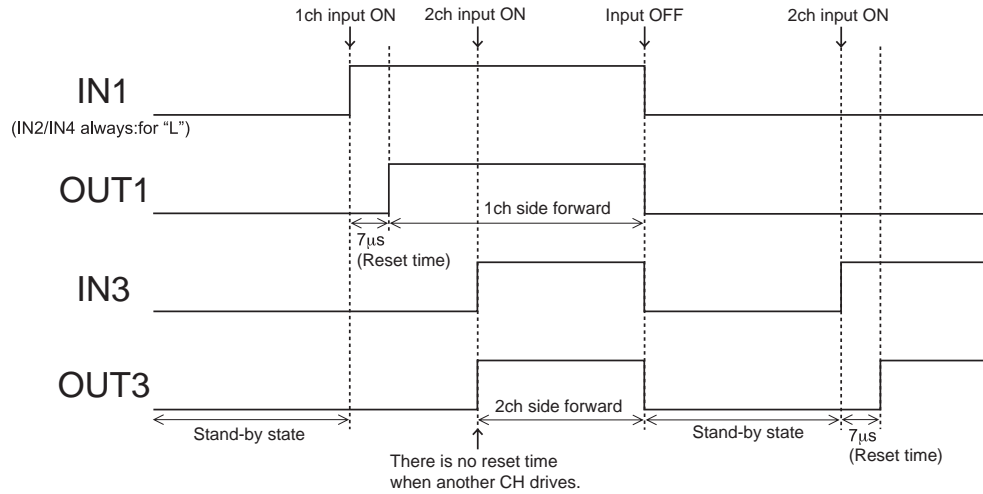 1ch input ON
2ch input ON
Input OFF
2ch input ON
IN1
(IN2/IN4 always:for “L”)
OUT1
1ch side forward
7μs
(Reset time)
IN3
OUT3
Stand-by state
2ch side forward
Stand-by state
7μs
(Reset time)
There is no reset time
when another CH drives.